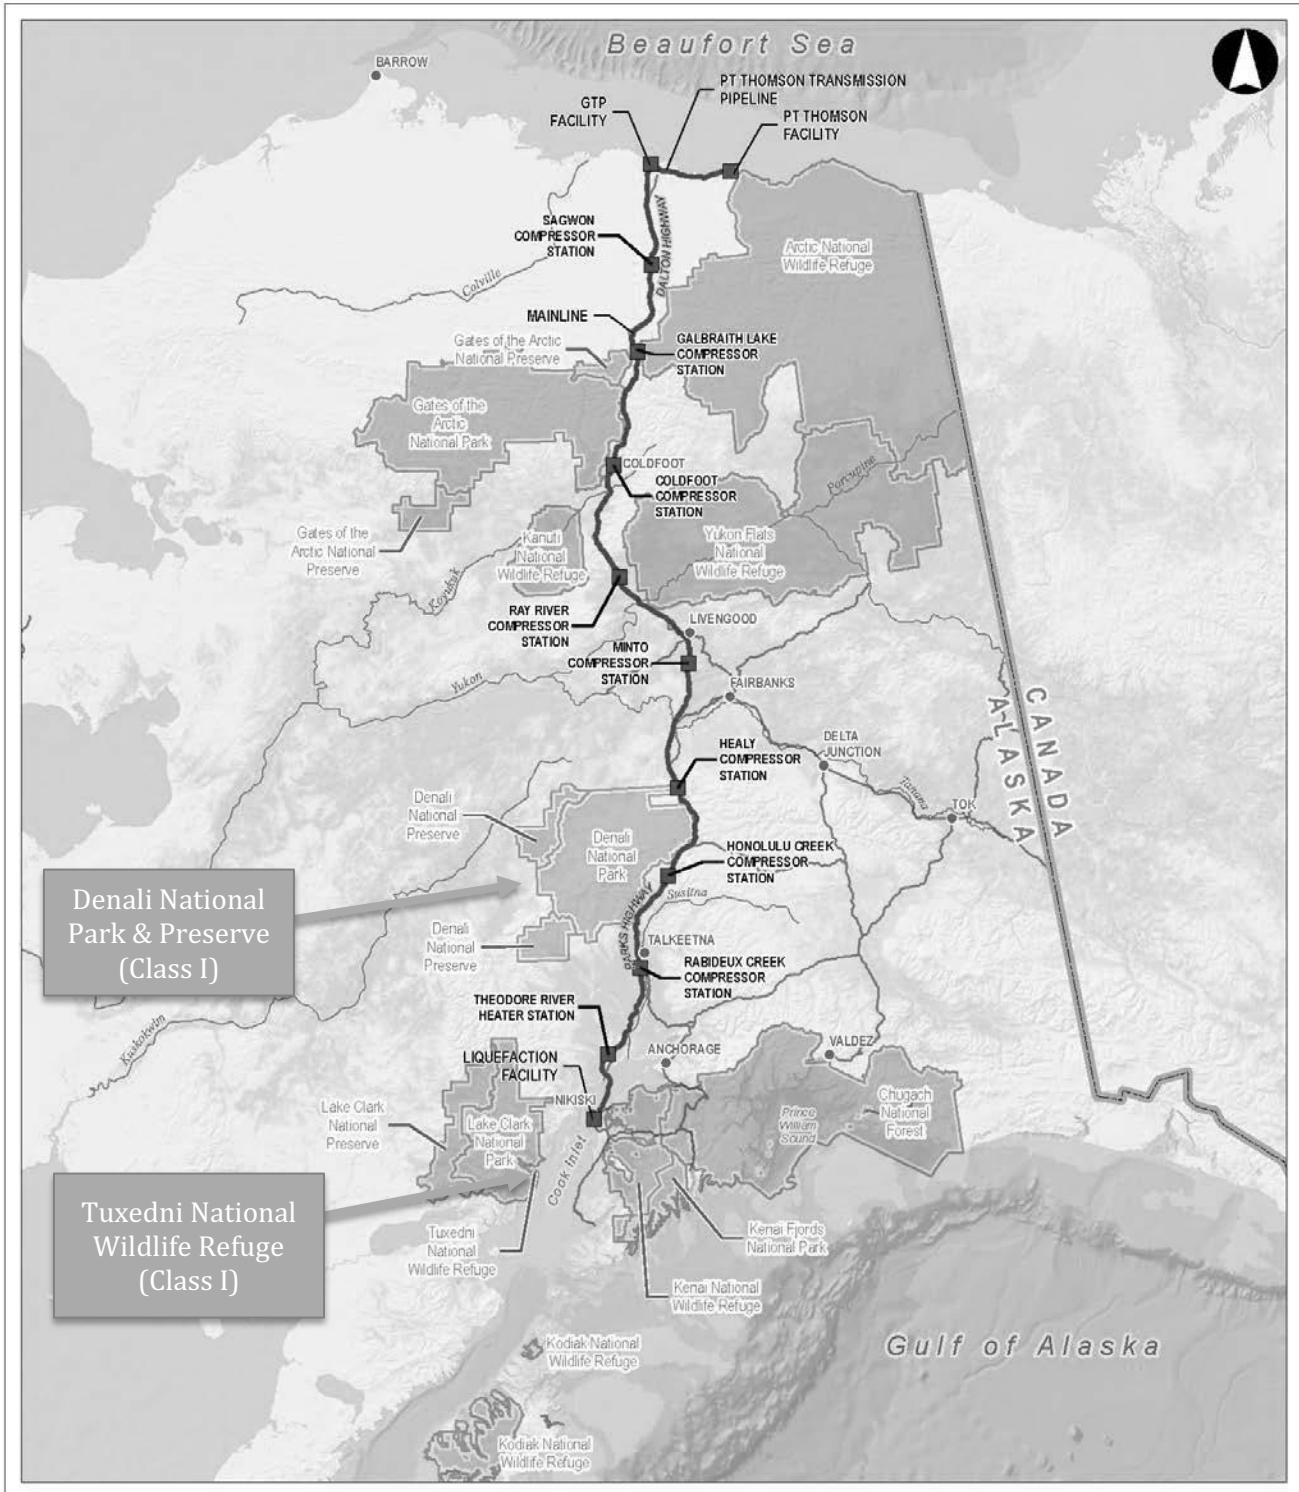 Beaufort Sea
BARROW
PT THOMSON TRANSMISSION
PIPELINE
GTP
FACILITY
PT THOMSON
FACILITY
SAGWON
COMPRESSOR
STATION
DALTON HIGHWAY
Arctic National
Wildlife Refuge
Colville
MAINLINE
Gates of the Arctic
National Preserve
GALBRAITH LAKE
COMPRESSOR
STATION
Gates of the
Arctic
National Park
COLDFOOT
COLDFOOT
COMPRESSOR
STATION
Porcupine
Gates of the
Arctic National
Preserve
Kanuti
National
Wildlife Refuge
Yukon Flats
National
Wildlife Refuge
Koyukuk
RAY RIVER
COMPRESSOR
STATION
LIVENGOOD
MINTO
COMPRESSOR
STATION
Yukon
FAIRBANKS
CANADA
ALASKA
HEALY
COMPRESSOR
STATION
DELTA
JUNCTION
Tanana
TOK
Denali
National
Preserve
Denali
National
Park
HONOLULU CREEK
COMPRESSOR
STATION
Susitna
Denali National
Park & Preserve
(Class I)
PARKS HIGHWAY
Denali
National
Preserve
TALKEETNA
RABIDEUX CREEK
COMPRESSOR
STATION
THEODORE RIVER
HEATER STATION
Kuskokwim
ANCHORAGE
VALDEZ
LIQUEFACTION
FACILITY
NIKISKI
Lake Clark
National
Preserve
Lake Clark
National
Park
Prince
William
Sound
Chugach
National
Forest
Cook Inlet
Tuxedni National
Wildlife Refuge
(Class I)
Tuxedni
National
Wildlife Refuge
Kenai Fjords
National Park
Kenai National
Wildlife Refuge
Gulf of Alaska
Kodiak National
Wildlife Refuge
Kodiak National
Wildlife Refuge